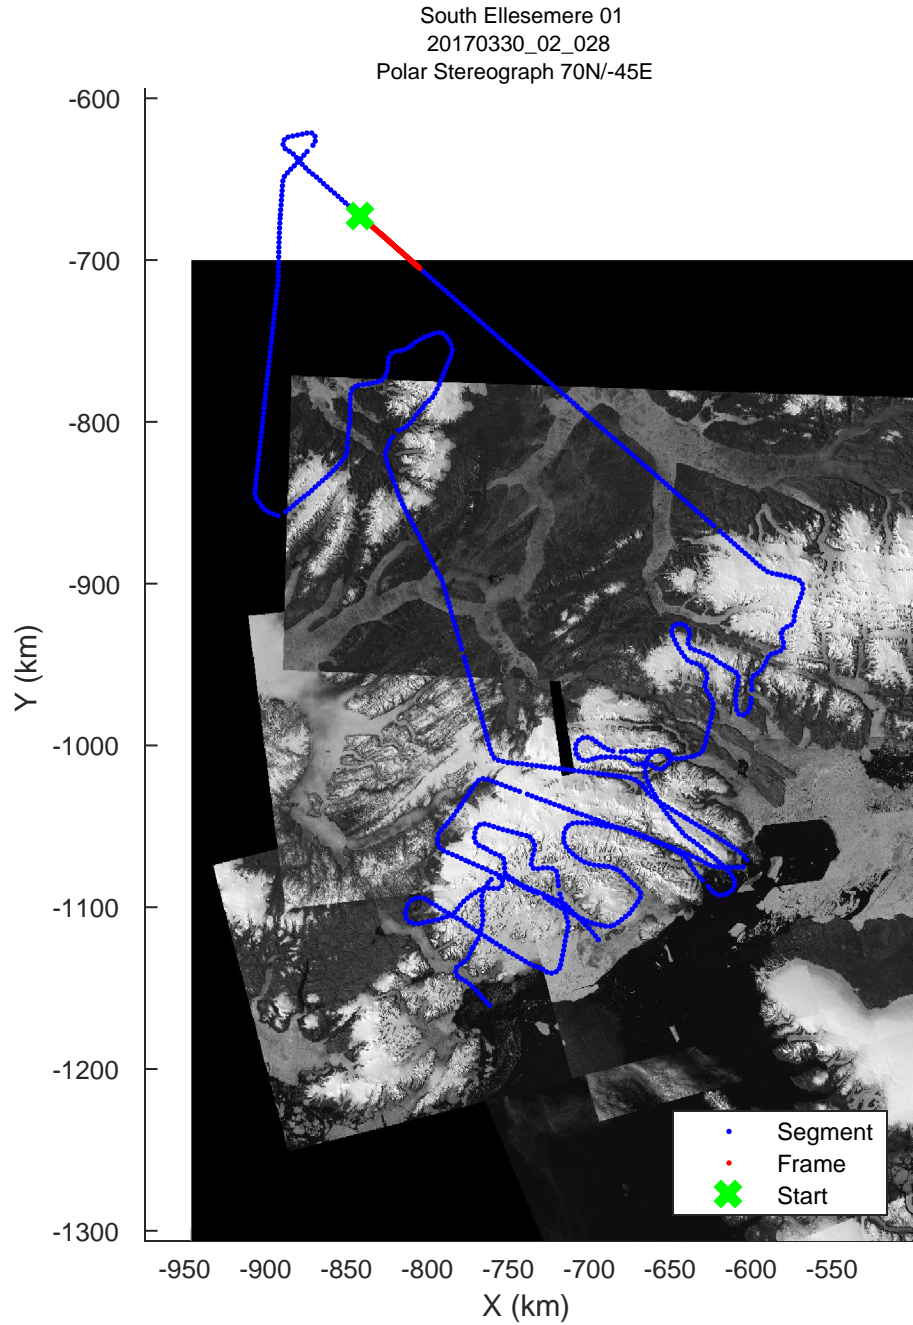 South Ellesemere 01
20170330_02_028
Polar Stereograph 70N/-45E
-600
-700
-800
-900
-1000
-1100
-1200
-1300
Y (km)
Segment
Frame
Start
-950 -900 -850 -800 -750 -700 -650 -600 -550
X (km)